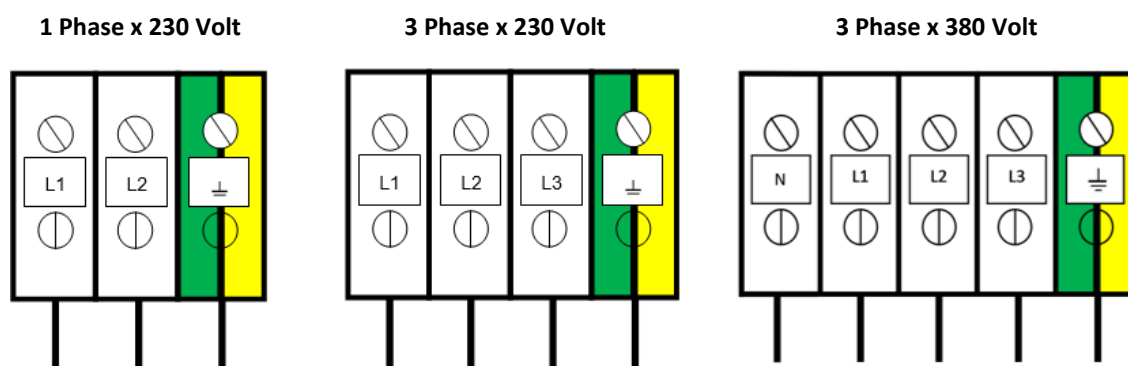 1 Phase x 230 Volt
3 Phase x 230 Volt
3 Phase x 380 Volt
L1 L2
L1 L2 L3
N L1 L2 L3